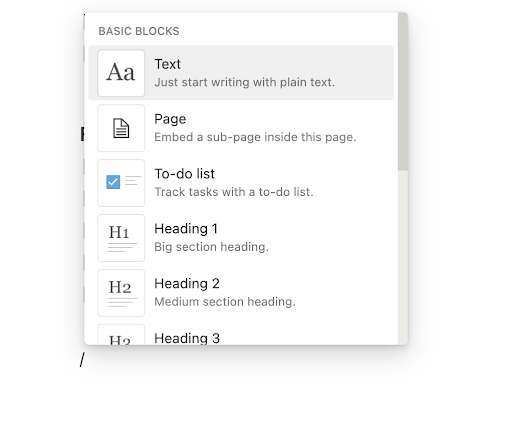 BASIC BLOCKS
Aa
Text
Just start writing with plain text.
Page
Embed a sub-page inside this page.
To-do list
Track tasks with a to-do list.
H1
Heading 1
Big section heading.
H2
Heading 2
Medium section heading.
H3
Heading 3
/